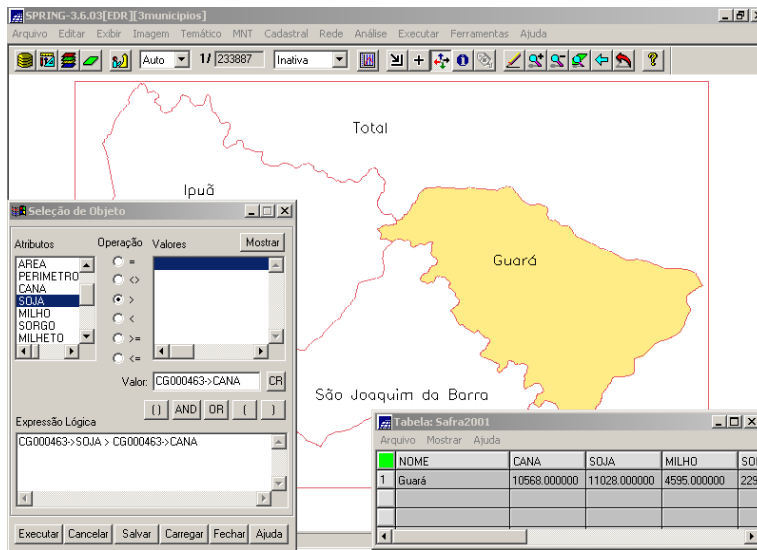 SPRING-3.6.03[EDR][3municipios]
Arquivo Editar Exibir Imagem Temático MNT Cadastral Rede Análise Executar Ferramentas Ajuda
Auto 1/ 233887 Inativa
Total
Ipuã
Guará
São Joaquim da Barra
Seleção de Objeto
Atributos Operação Valores Mostrar
AREA
PERIMETRO
CANA
SOJA
MILHO
SORGO
MILHETO
=
<>
>
<
>=
<=
Valor: CG000463->CANA CR
() AND OR ( )
Expressão Lógica
CG000463->SOJA > CG000463->CANA
Executar Cancelar Salvar Carregar Fechar Ajuda
Tabela: Safra2001
Arquivo Mostrar Ajuda
NOME CANA SOJA MILHO
1 Guará 10568.000000 11028.000000 4595.000000